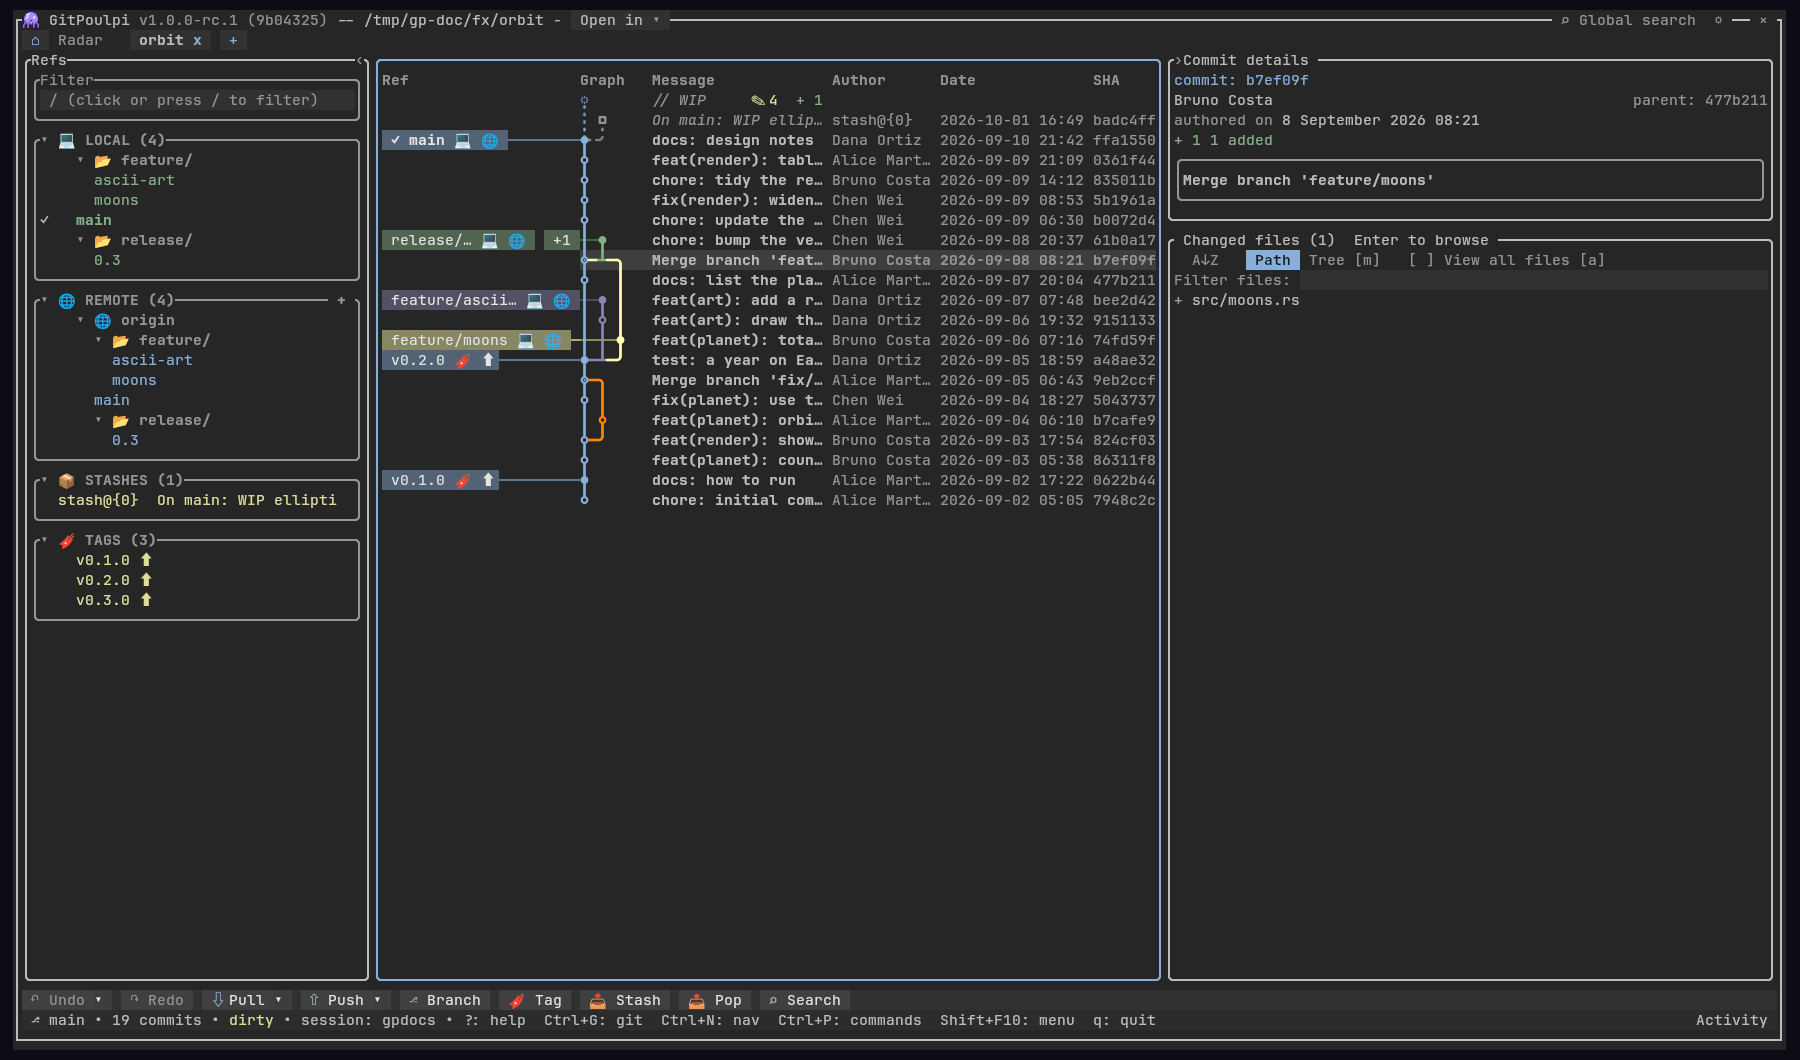 GitPoulpi v1.0.0-rc.1 (9b04325) -- /tmp/gp-doc/fx/orbit - Open in ▾ ⌕ Global search × 
⌂ Radar orbit x +
Refs ‹
Filter
/ (click or press / to filter)
▾ LOCAL (4)
▾ feature/
ascii-art
moons
✓ main
▾ release/
0.3
▾ REMOTE (4) +
▾ origin
▾ feature/
ascii-art
moons
main
▾ release/
0.3
▾ STASHES (1)
stash@{0} On main: WIP ellipti
▾ TAGS (3)
v0.1.0 ⬆
v0.2.0 ⬆
v0.3.0 ⬆
Ref Graph Message Author Date SHA
// WIP ✎ 4 + 1
On main: WIP ellip… stash@{0} 2026-10-01 16:49 badc4ff
✓ main docs: design notes Dana Ortiz 2026-09-10 21:42 ffa1550
feat(render): tabl… Alice Mart… 2026-09-09 21:09 0361f44
chore: tidy the re… Bruno Costa 2026-09-09 14:12 835011b
fix(render): widen… Chen Wei 2026-09-09 08:53 5b1961a
chore: update the … Chen Wei 2026-09-09 06:30 b0072d4
release/… +1 chore: bump the ve… Chen Wei 2026-09-08 20:37 61b0a17
Merge branch 'feat… Bruno Costa 2026-09-08 08:21 b7ef09f
docs: list the pla… Alice Mart… 2026-09-07 20:04 477b211
feature/ascii… feat(art): add a r… Dana Ortiz 2026-09-07 07:48 bee2d42
feat(art): draw th… Dana Ortiz 2026-09-06 19:32 9151133
feature/moons feat(planet): tota… Bruno Costa 2026-09-06 07:16 74fd59f
v0.2.0 ⬆ test: a year on Ea… Dana Ortiz 2026-09-05 18:59 a48ae32
Merge branch 'fix/… Alice Mart… 2026-09-05 06:43 9eb2ccf
fix(planet): use t… Chen Wei 2026-09-04 18:27 5043737
feat(planet): orbi… Alice Mart… 2026-09-04 06:10 b7cafe9
feat(render): show… Bruno Costa 2026-09-03 17:54 824cf03
feat(planet): coun… Bruno Costa 2026-09-03 05:38 86311f8
v0.1.0 ⬆ docs: how to run Alice Mart… 2026-09-02 17:22 0622b44
chore: initial com… Alice Mart… 2026-09-02 05:05 7948c2c
› Commit details
commit: b7ef09f
Bruno Costa parent: 477b211
authored on 8 September 2026 08:21
+ 1 1 added
Merge branch 'feature/moons'
Changed files (1) Enter to browse
A↓Z Path Tree [m] [ ] View all files [a]
Filter files:
+ src/moons.rs
Undo ▾ Redo Pull ▾ Push ▾ Branch Tag Stash Pop ⌕ Search
main • 19 commits • dirty • session: gpdocs • ?: help Ctrl+G: git Ctrl+N: nav Ctrl+P: commands Shift+F10: menu q: quit Activity